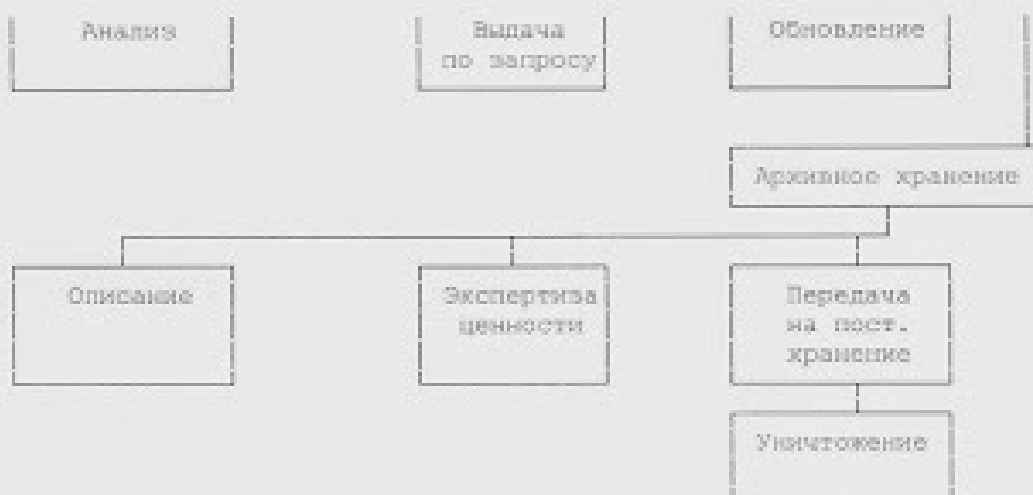 Анализ
Выдача
по запросу
Обновление
Архивное хранение
Описание
Экспертиза
ценности
Передача
на пост.
хранение
Уничтожение